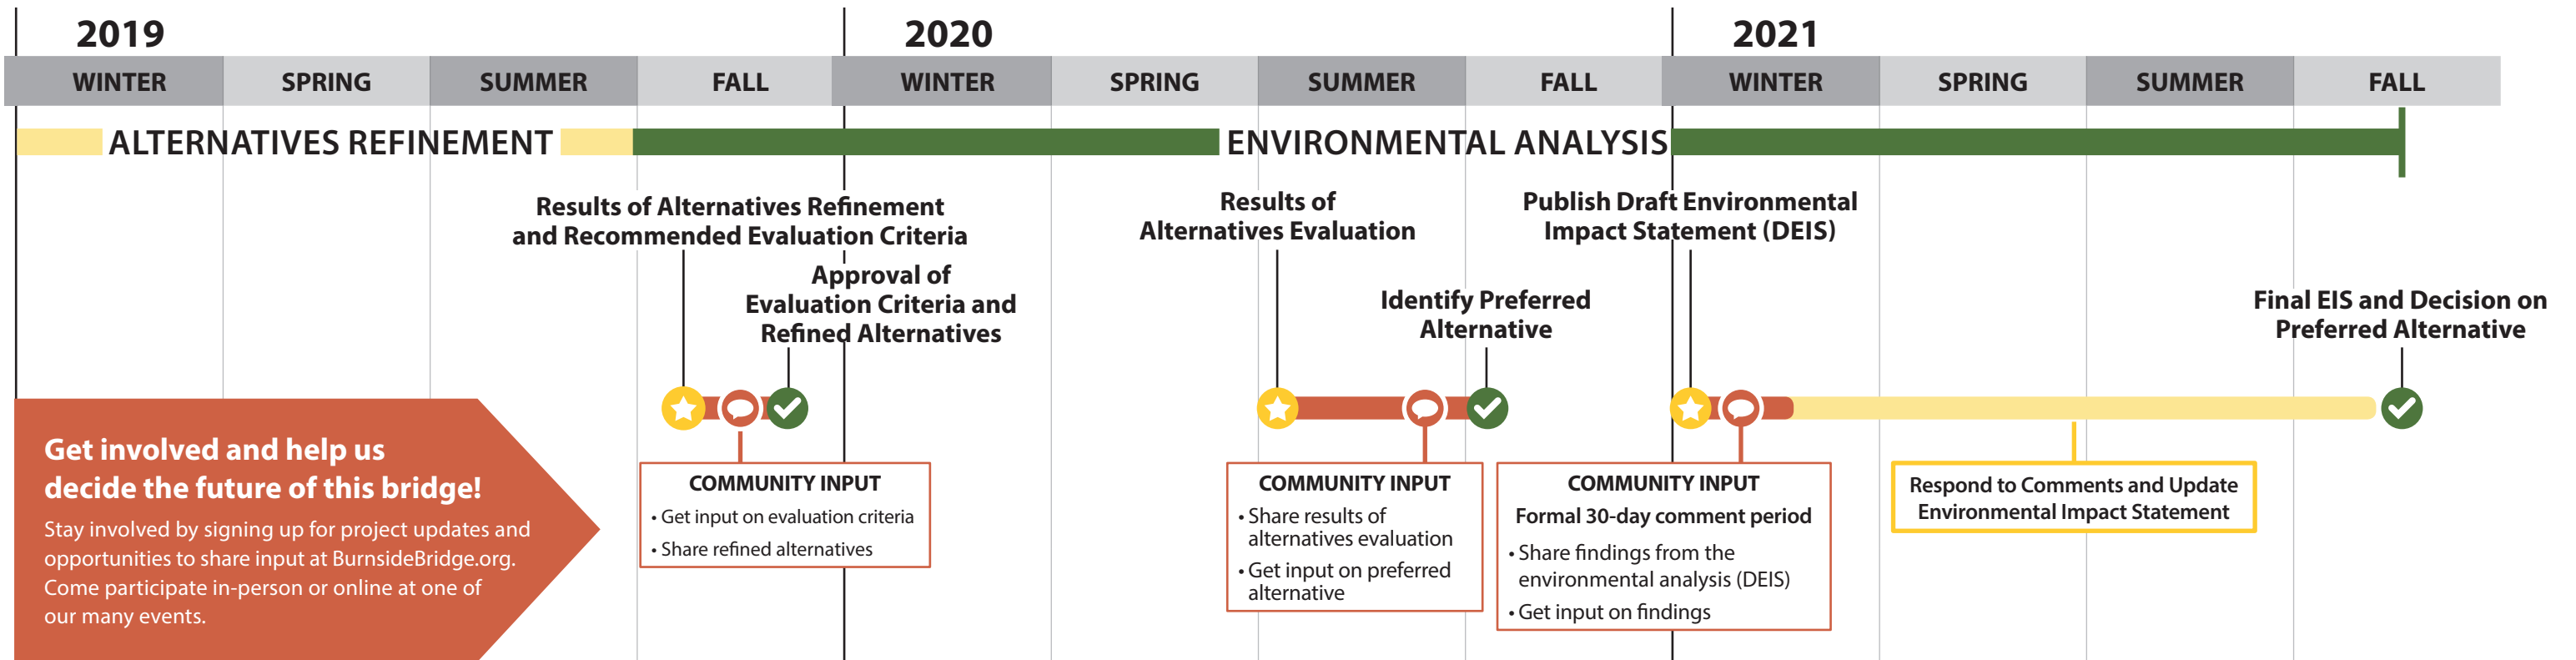 2019
2020
2021
WINTER
SPRING
SUMMER
FALL
WINTER
SPRING
SUMMER
FALL
WINTER
SPRING
SUMMER
FALL
ALTERNATIVES REFINEMENT
ENVIRONMENTAL ANALYSIS
Results of Alternatives Refinement
and Recommended Evaluation Criteria
Approval of
Evaluation Criteria and
Refined Alternatives
Results of
Alternatives Evaluation
Identify Preferred
Alternative
Publish Draft Environmental
Impact Statement (DEIS)
Final EIS and Decision on
Preferred Alternative
Get involved and help us
decide the future of this bridge!
Stay involved by signing up for project updates and
opportunities to share input at BurnsideBridge.org.
Come participate in-person or online at one of
our many events.
COMMUNITY INPUT
• Get input on evaluation criteria
• Share refined alternatives
COMMUNITY INPUT
• Share results of
alternatives evaluation
• Get input on preferred
alternative
COMMUNITY INPUT
Formal 30-day comment period
• Share findings from the
environmental analysis (DEIS)
• Get input on findings
Respond to Comments and Update
Environmental Impact Statement